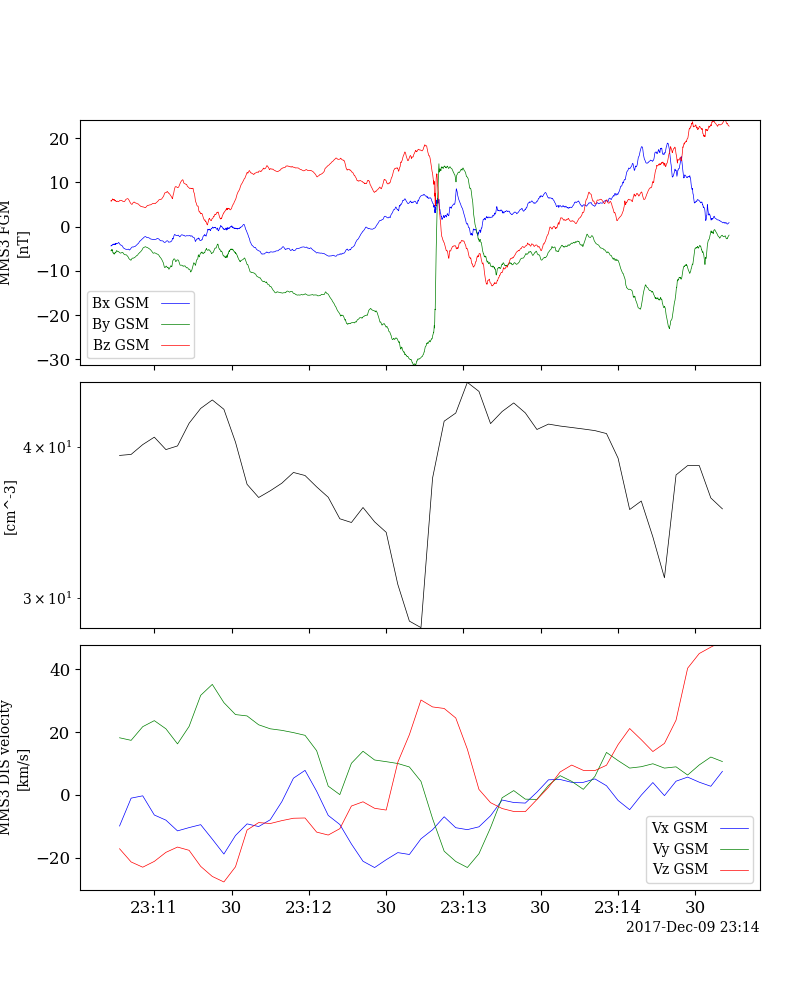 20
10
0
−10
−20
−30
MMS3 FGM
[nT]
Bx GSM
By GSM
Bz GSM
4 × 10¹
3 × 10¹
[cm^-3]
40
20
0
−20
MMS3 DIS velocity
[km/s]
Vx GSM
Vy GSM
Vz GSM
23:11 30 23:12 30 23:13 30 23:14 30
2017-Dec-09 23:14